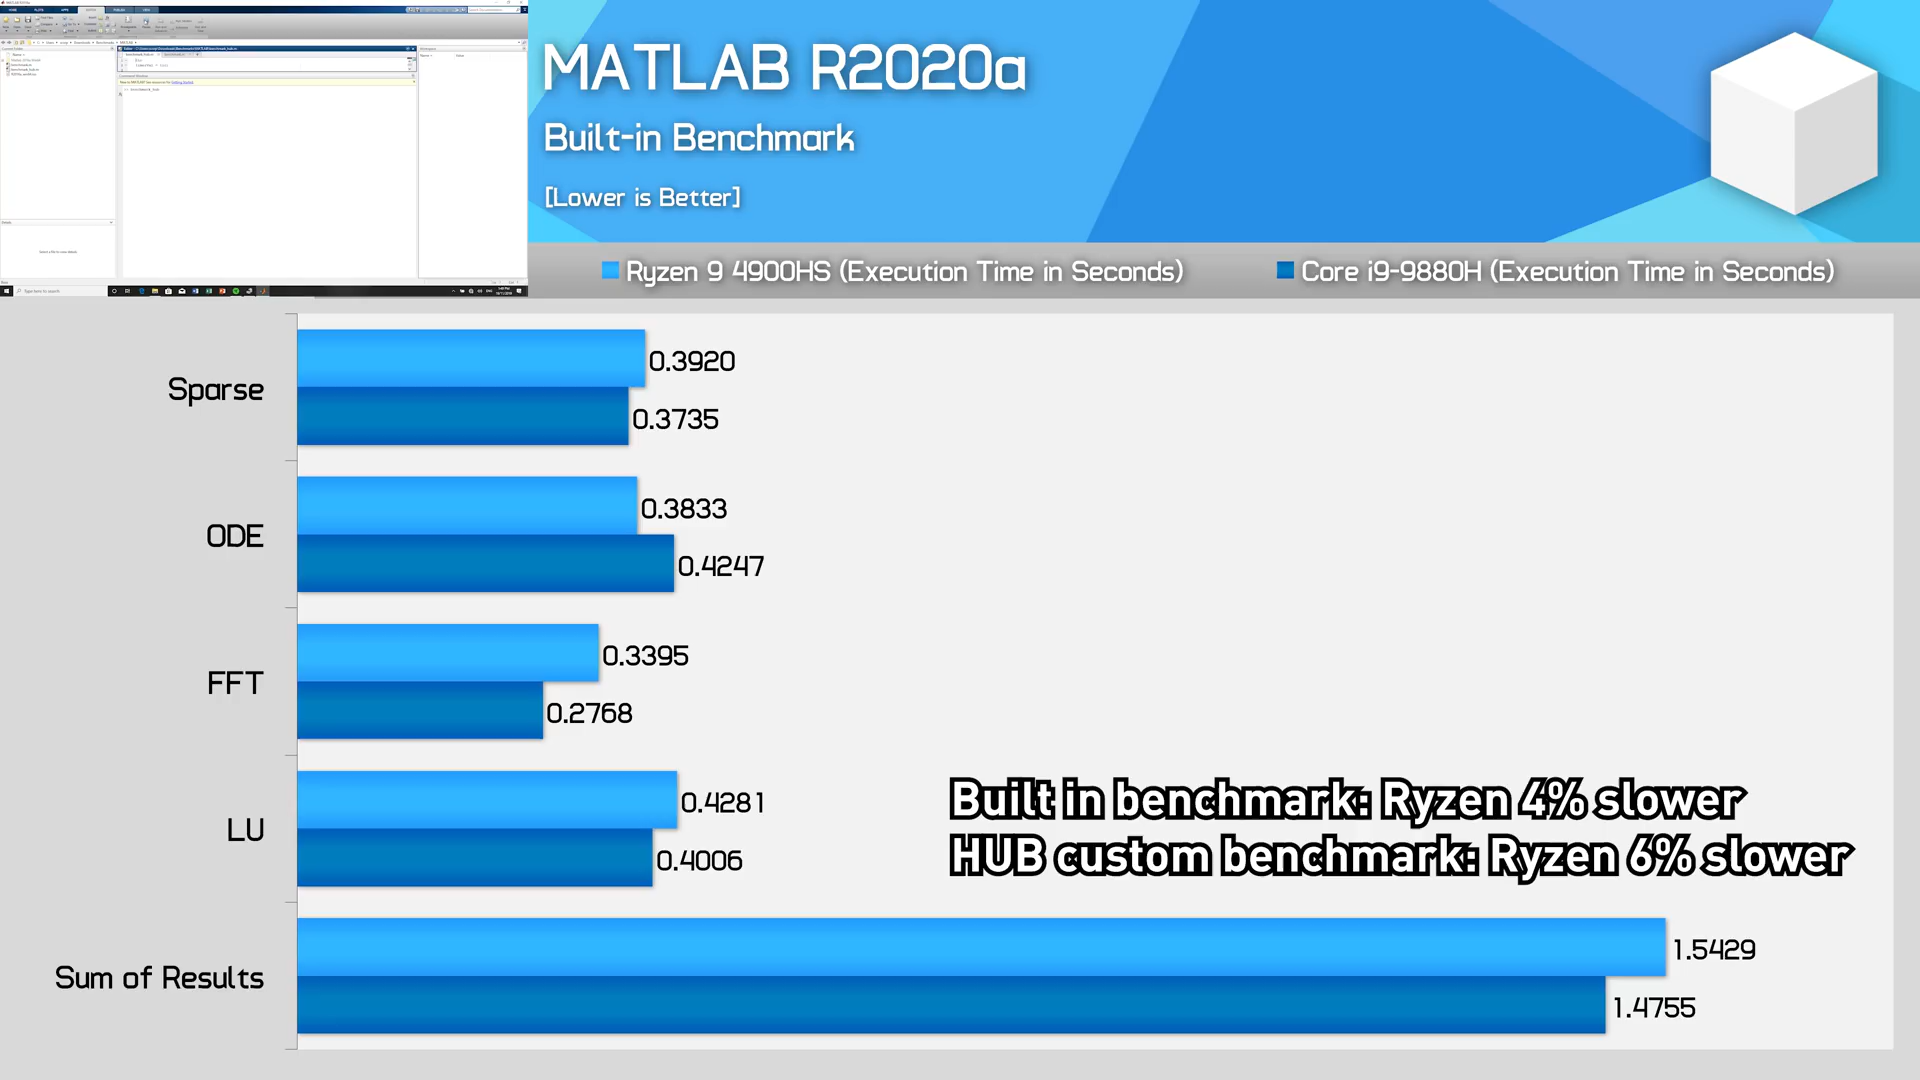 MATLAB R2020a
Built-in Benchmark
[Lower is Better]
Ryzen 9 4900HS (Execution Time in Seconds)
Core i9-9880H (Execution Time in Seconds)
Sparse
0.3920
0.3735
ODE
0.3833
0.4247
FFT
0.3395
0.2768
LU
0.4281
0.4006
Built in benchmark: Ryzen 4% slower
HUB custom benchmark: Ryzen 6% slower
Sum of Results
1.5429
1.4755